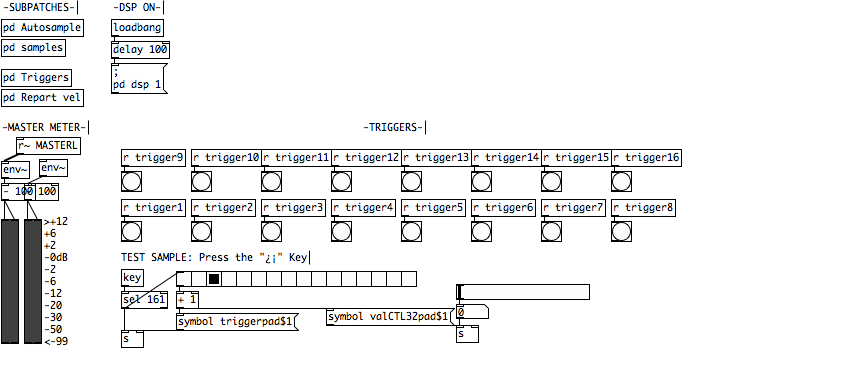 -SUBPATCHES-
-DSP ON-
pd Autosample
loadbang
pd samples
delay 100
;
pd dsp 1
pd Triggers
pd Repart vel
-MASTER METER-
-TRIGGERS-
r~ MASTERL
env~
env~
- 100
100
r trigger9
r trigger10
r trigger11
r trigger12
r trigger13
r trigger14
r trigger15
r trigger16
r trigger1
r trigger2
r trigger3
r trigger4
r trigger5
r trigger6
r trigger7
r trigger8
>+12
+6
+2
-0dB
-2
-6
-12
-20
-30
-50
<-99
TEST SAMPLE: Press the "¿¡" Key
key
sel 161
+ 1
symbol triggerpad$1
symbol valCTL32pad$1
0
s
s